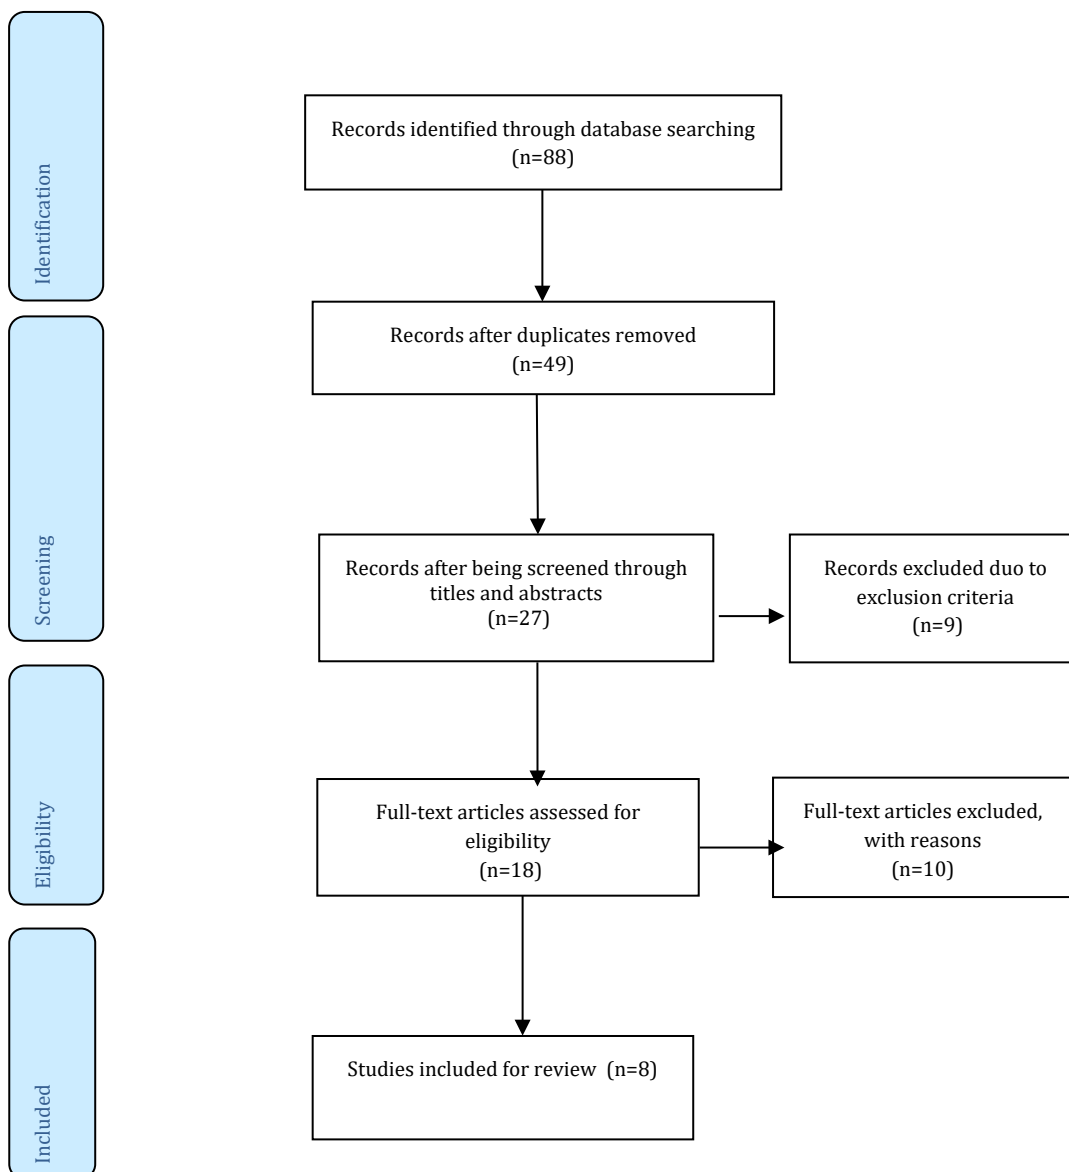 Identification
Records identified through database searching
(n=88)
Records after duplicates removed
(n=49)
Screening
Records after being screened through
titles and abstracts
(n=27)
Records excluded due to
exclusion criteria
(n=9)
Eligibility
Full-text articles assessed for
eligibility
(n=18)
Full-text articles excluded,
with reasons
(n=10)
Included
Studies included for review (n=8)